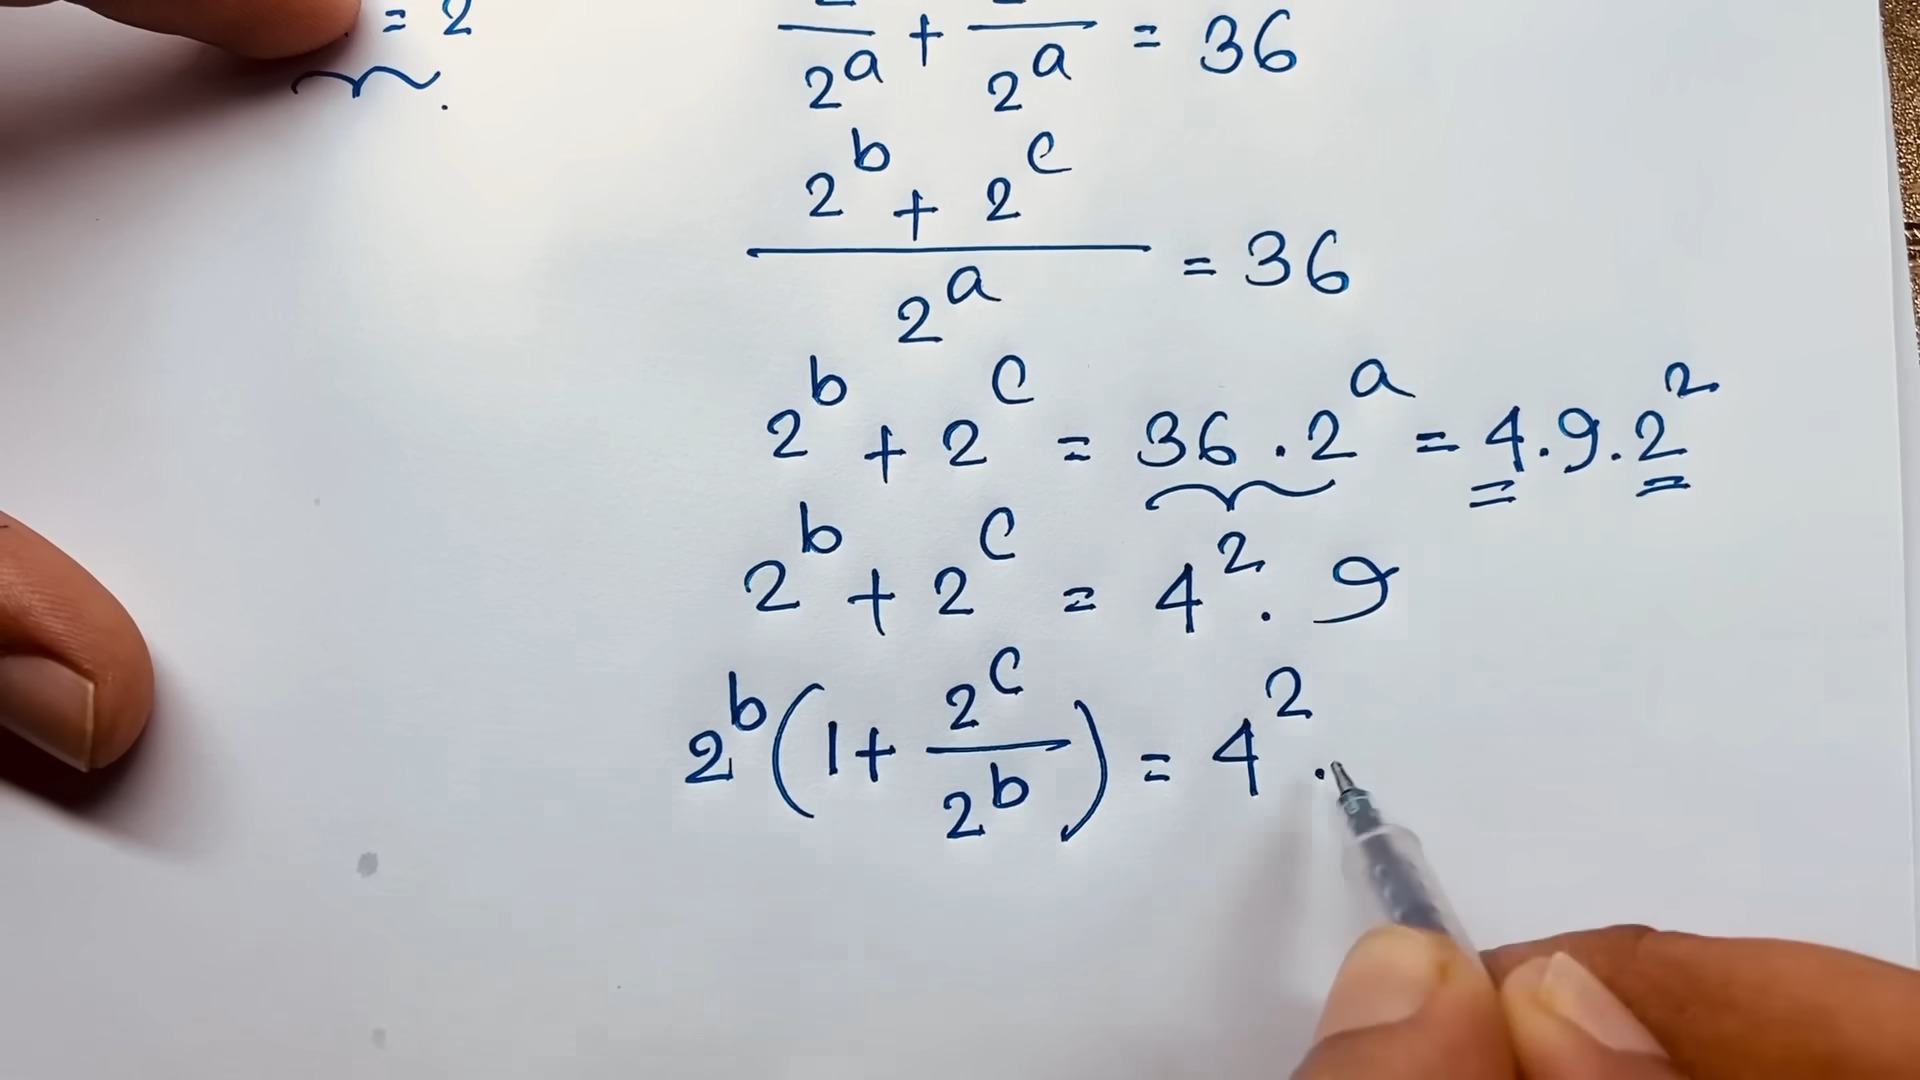 = 2
2^a + 2^a = 36
(2^b + 2^c) / 2^a = 36
2^b + 2^c = 36 . 2^a = 4 . 9 . 2^2
2^b + 2^c = 4^2 . 9
2^b (1 + 2^c / 2^b) = 4^2 .